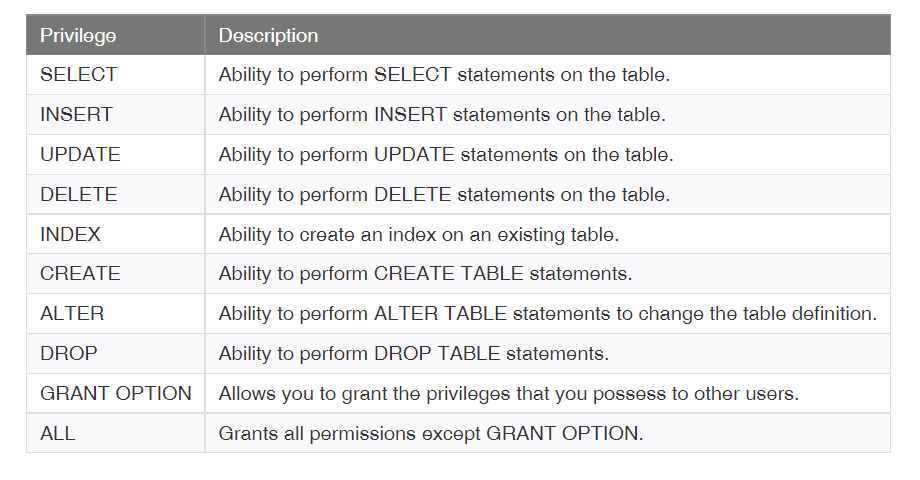 Privilege Description
SELECT Ability to perform SELECT statements on the table.
INSERT Ability to perform INSERT statements on the table.
UPDATE Ability to perform UPDATE statements on the table.
DELETE Ability to perform DELETE statements on the table.
INDEX Ability to create an index on an existing table.
CREATE Ability to perform CREATE TABLE statements.
ALTER Ability to perform ALTER TABLE statements to change the table definition.
DROP Ability to perform DROP TABLE statements.
GRANT OPTION Allows you to grant the privileges that you possess to other users.
ALL Grants all permissions except GRANT OPTION.